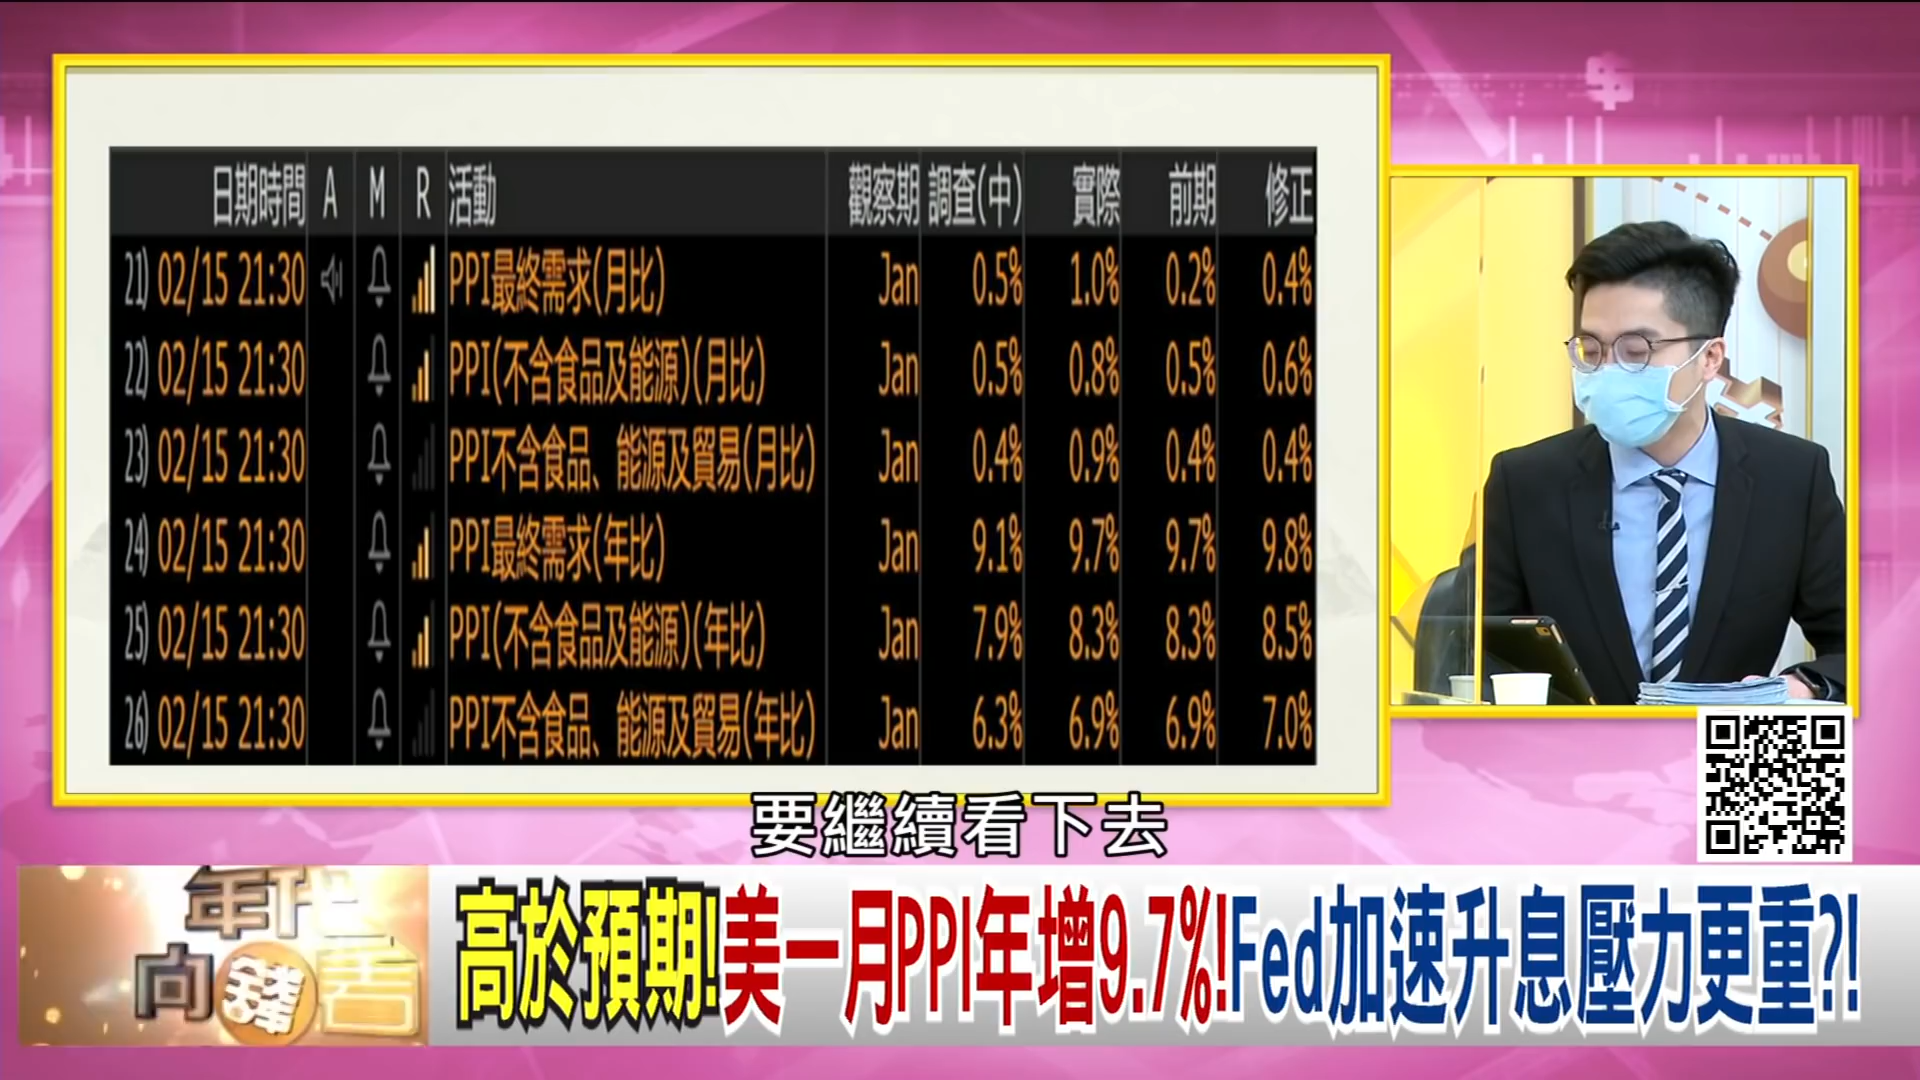 日期時間 A M R 活動 觀察期 調查(中) 實際 前期 修正
21) 02/15 21:30 PPI最終需求(月比) Jan 0.5% 1.0% 0.2% 0.4%
22) 02/15 21:30 PPI(不含食品及能源)(月比) Jan 0.5% 0.8% 0.5% 0.6%
23) 02/15 21:30 PPI不含食品、能源及貿易(月比) Jan 0.4% 0.9% 0.4% 0.4%
24) 02/15 21:30 PPI最終需求(年比) Jan 9.1% 9.7% 9.7% 9.8%
25) 02/15 21:30 PPI(不含食品及能源)(年比) Jan 7.9% 8.3% 8.3% 8.5%
26) 02/15 21:30 PPI不含食品、能源及貿易(年比) Jan 6.3% 6.9% 6.9% 7.0%
要繼續看下去
年代
向錢看
高於預期!美一月PPI年增9.7%!Fed加速升息壓力更重?!